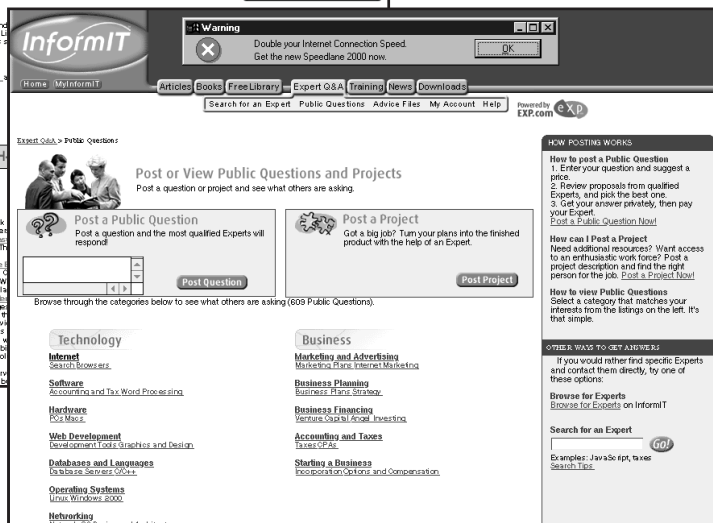 InformIT
Home MyInformIT
Warning
Double your Internet Connection Speed.
Get the new Speedlane 2000 now.
OK
Articles Books Free Library Expert Q&A Training News Downloads
Search for an Expert Public Questions Advice Files My Account Help
Powered by
EXP.com
exp
Expert Q&A > Public Questions
Post or View Public Questions and Projects
Post a question or project and see what others are asking.
Post a Public Question
Post a question and the most qualified Experts will
respond!
Post Question
Post a Project
Got a big job? Turn your plans into the finished
product with the help of an Expert.
Post Project
Browse through the categories below to see what others are asking (609 Public Questions).
Technology
Internet
Search Browsers
Software
Accounting and Tax Word Processing
Hardware
PCs Macs
Web Development
Development Tools Graphics and Design
Databases and Languages
Database Servers C/C++
Operating Systems
Linux Windows 2000
Networking
Business
Marketing and Advertising
Marketing Plans Internet Marketing
Business Planning
Business Plans Strategy
Business Financing
Venture Capital Angel Investing
Accounting and Taxes
Taxes CPAs
Starting a Business
Incorporation Options and Compensation
HOW POSTING WORKS
How to post a Public Question
1. Enter your question and suggest a
price.
2. Review proposals from qualified
Experts, and pick the best one.
3. Get your answer privately, then pay
your Expert.
Post a Public Question Now!
How can I Post a Project
Need additional resources? Want access
to an enthusiastic work force? Post a
project description and find the right
person for the job. Post a Project Now!
How to view Public Questions
Select a category that matches your
interests from the listings on the left. It's
that simple.
OTHER WAYS TO GET ANSWERS
If you would rather find specific Experts
and contact them directly, try one of
these options:
Browse for Experts
Browse for Experts on InformIT
Search for an Expert
Go!
Examples: JavaScript, taxes
Search Tips